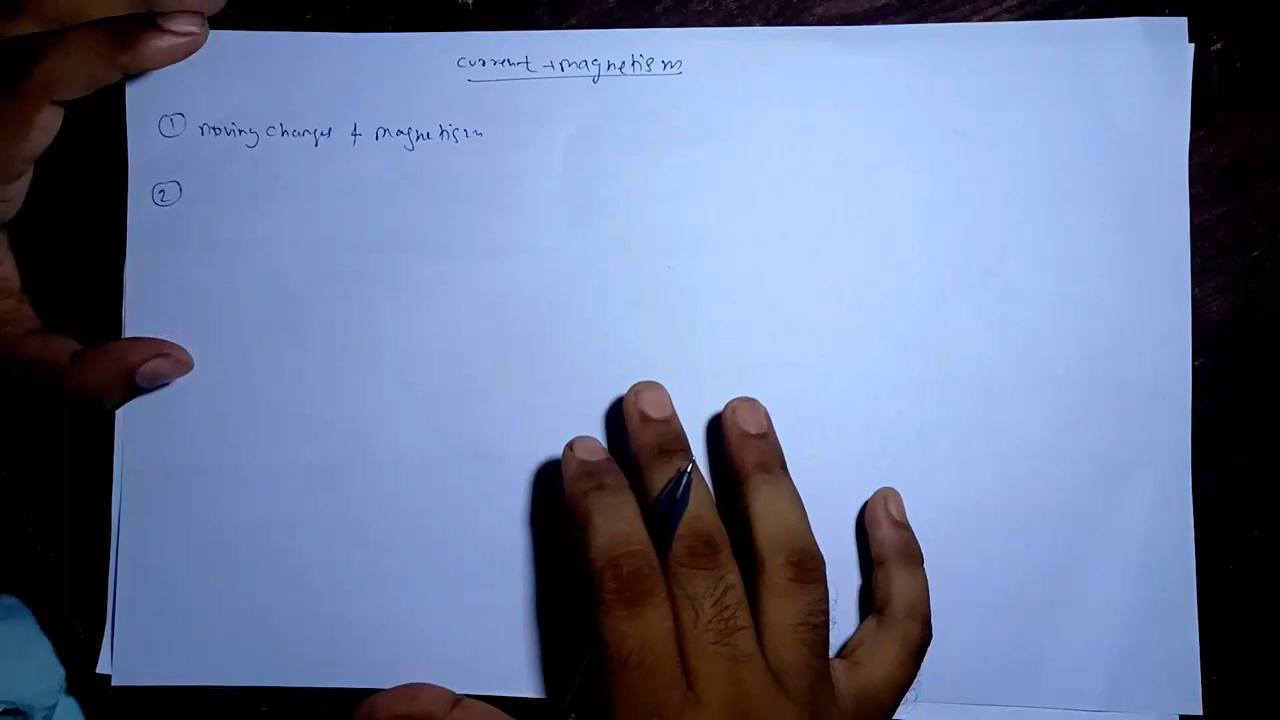 current + magnetism
① moving charges & magnetism
②